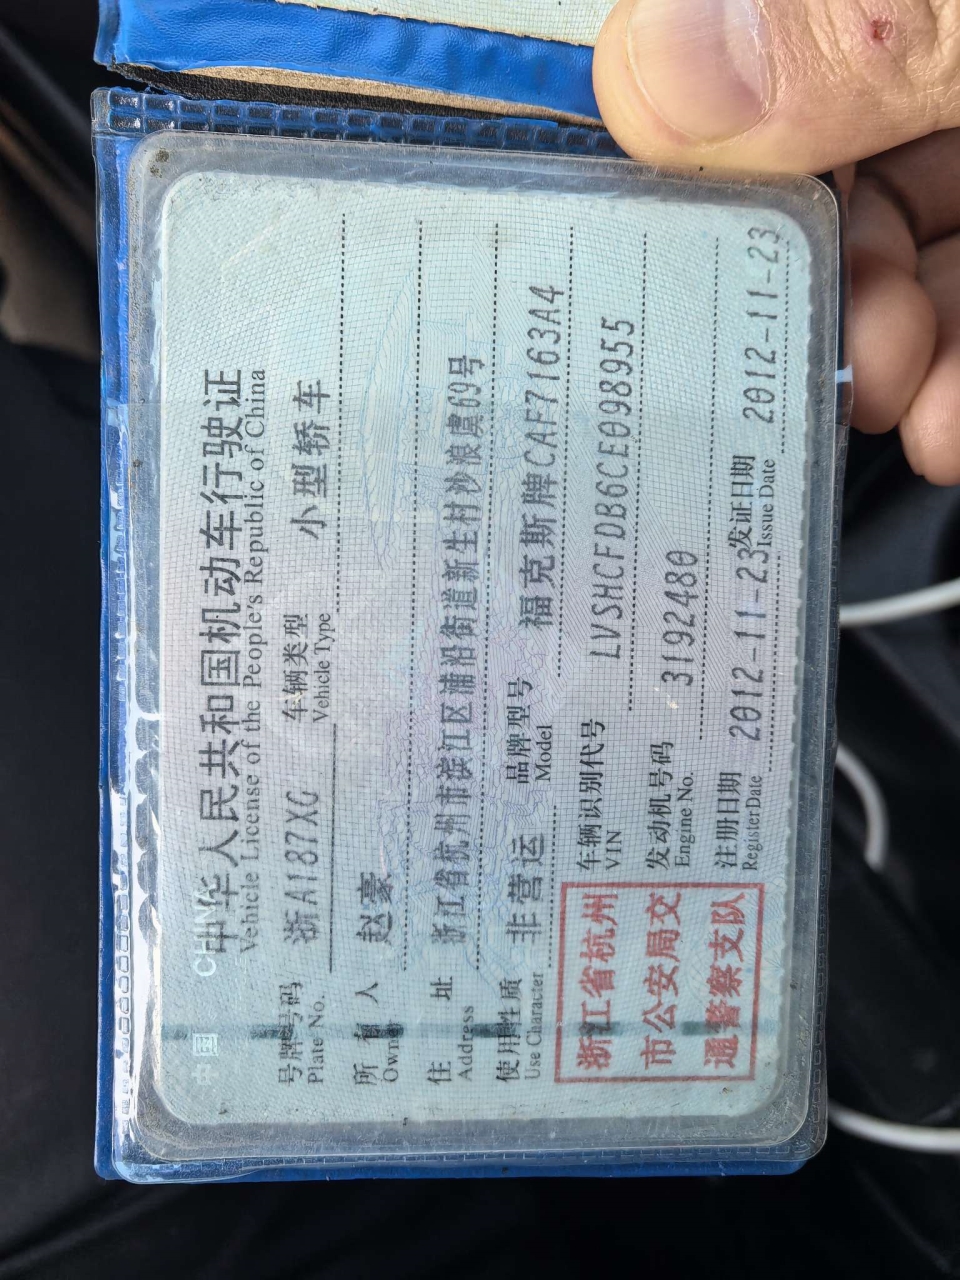 中国 CHINA
中华人民共和国机动车行驶证
Vehicle License of the People's Republic of China
号牌号码 浙A187XG 车辆类型 小型轿车
Plate No. Vehicle Type
所有人 赵豪
Owner
住址 浙江省杭州市滨江区浦沿街道新生村沙浪虞69号
Address
使用性质 非营运 品牌型号 福克斯牌CAF7163A4
Use Character Model
浙江省杭州
市公安局交
通警察支队
车辆识别代号 LVSHCFDB6CE098955
VIN
发动机号码 3192480
Engine No.
注册日期 2012-11-23 发证日期 2012-11-23
RegisterDate Issue Date